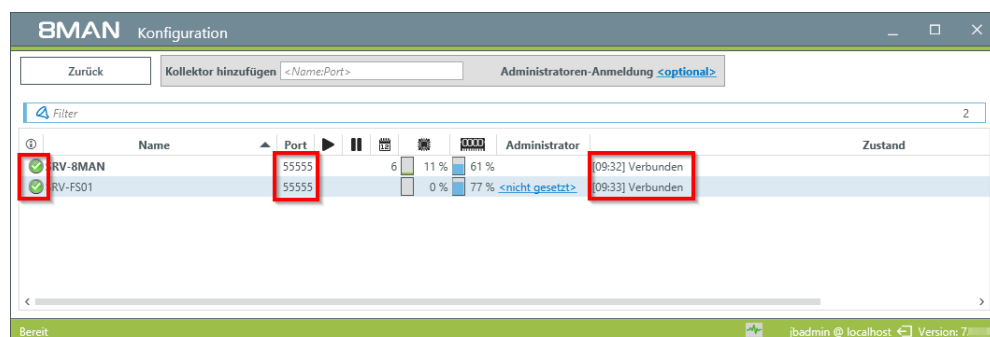 8MAN Konfiguration
Zurück
Kollektor hinzufügen <Name:Port> Administratoren-Anmeldung <optional>
Filter 2
Name Port Administrator Zustand
SRV-8MAN 55555 6 11 % 61 % [09:32] Verbunden
SRV-FS01 55555 0 % 77 % <nicht gesetzt> [09:33] Verbunden
Bereit jbadmin @ localhost Version: 7